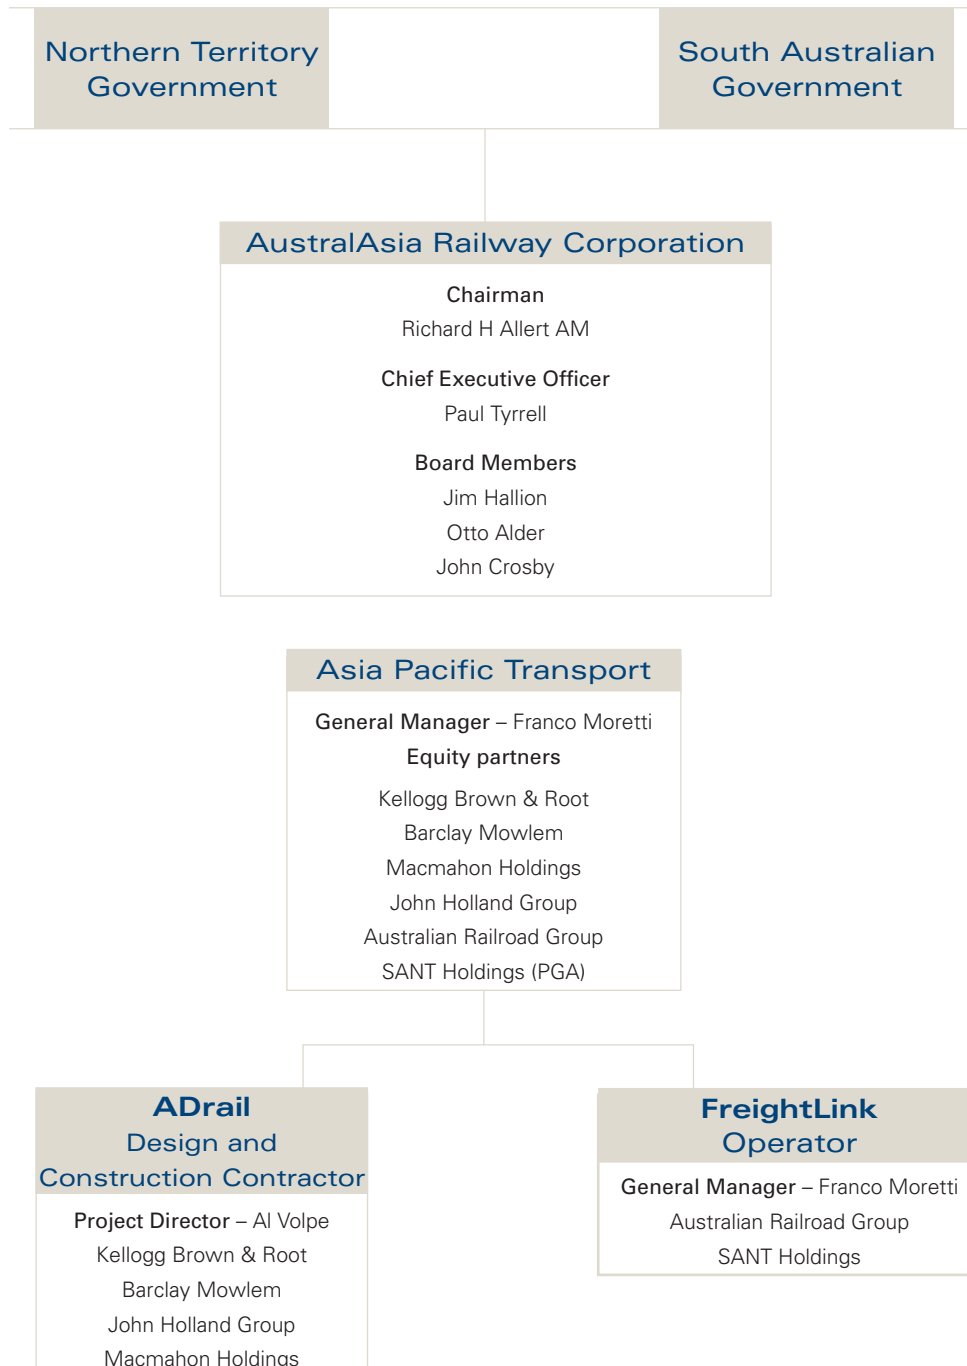 Northern Territory
Government
South Australian
Government
AustralAsia Railway Corporation
Chairman
Richard H Allert AM
Chief Executive Officer
Paul Tyrrell
Board Members
Jim Hallion
Otto Alder
John Crosby
Asia Pacific Transport
General Manager – Franco Moretti
Equity partners
Kellogg Brown & Root
Barclay Mowlem
Macmahon Holdings
John Holland Group
Australian Railroad Group
SANT Holdings (PGA)
ADrail
Design and
Construction Contractor
Project Director – Al Volpe
Kellogg Brown & Root
Barclay Mowlem
John Holland Group
Macmahon Holdings
FreightLink
Operator
General Manager – Franco Moretti
Australian Railroad Group
SANT Holdings